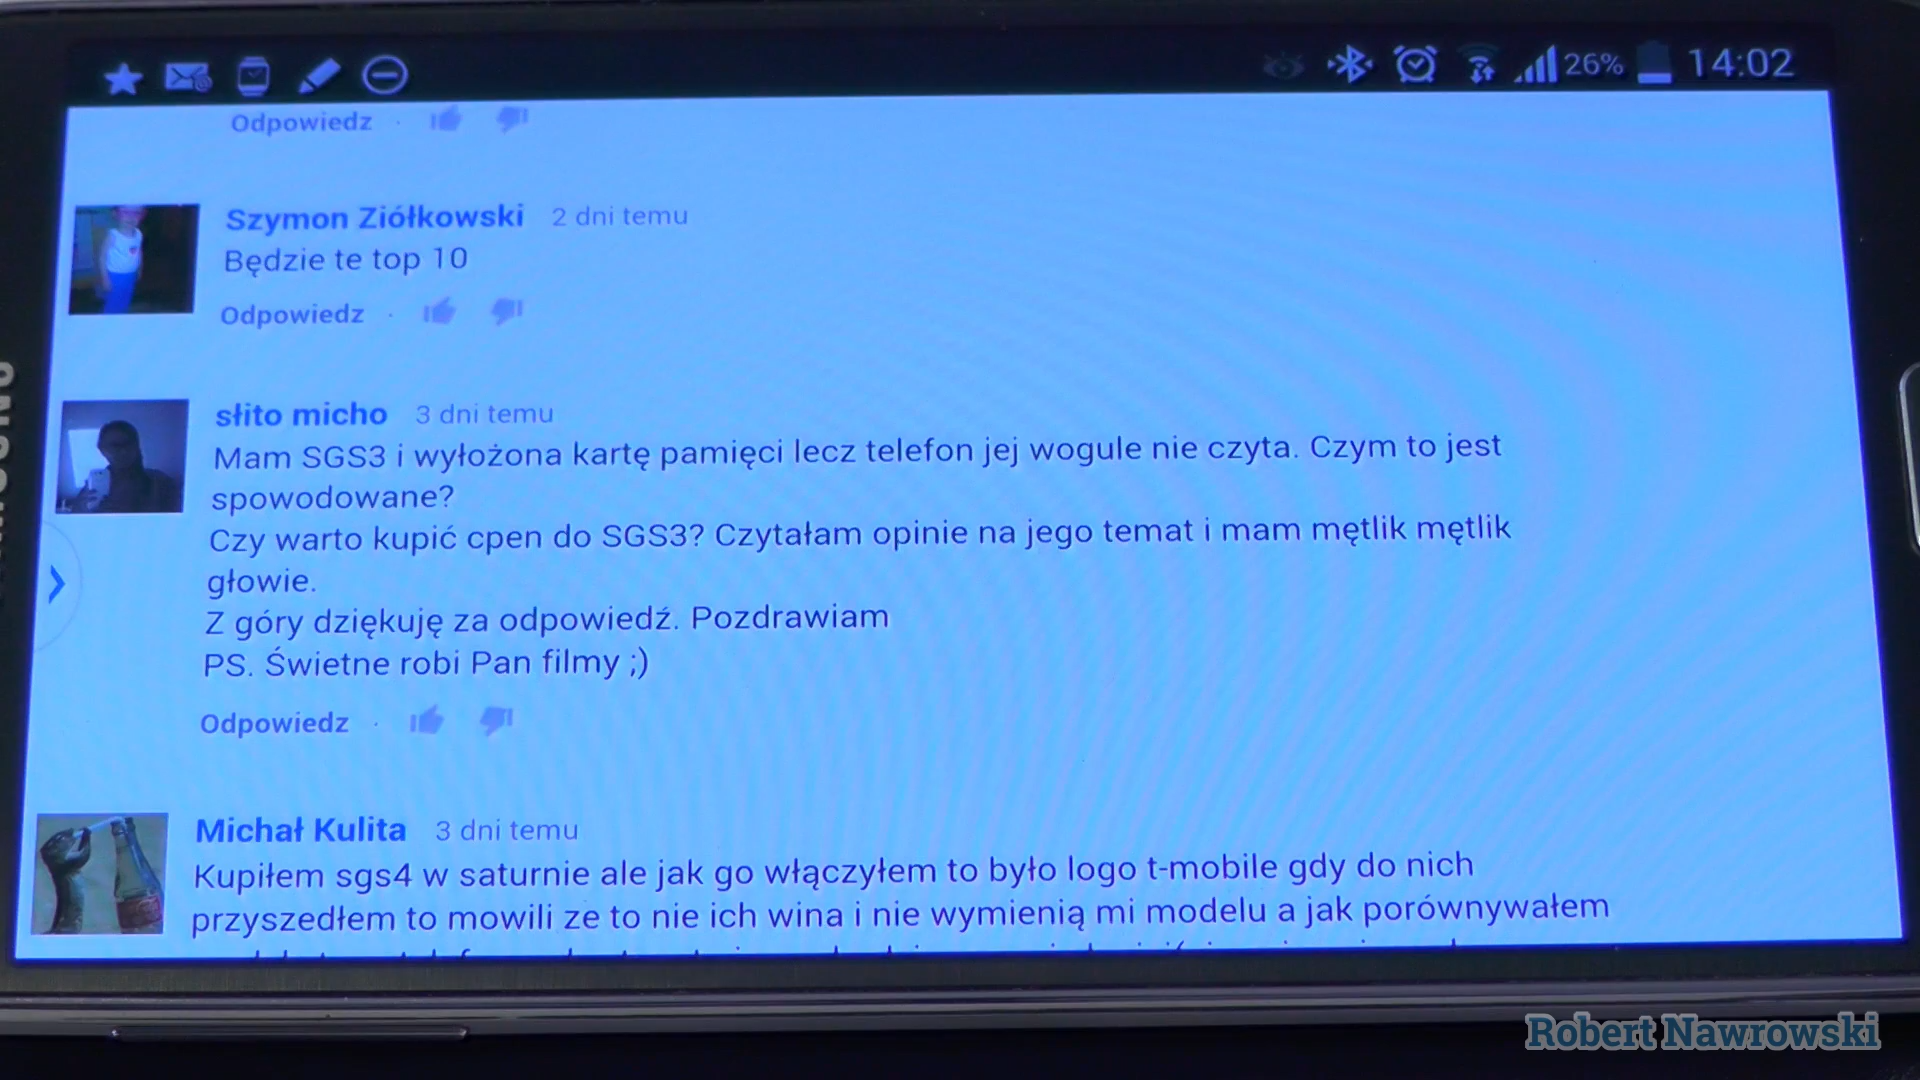 26% 14:02
Odpowiedz ·
Szymon Ziółkowski 2 dni temu
Będzie te top 10
Odpowiedz ·
słito micho 3 dni temu
Mam SGS3 i wyłożona kartę pamięci lecz telefon jej wogule nie czyta. Czym to jest
spowodowane?
Czy warto kupić cpen do SGS3? Czytałam opinie na jego temat i mam mętlik mętlik
głowie.
Z góry dziękuję za odpowiedź. Pozdrawiam
PS. Świetne robi Pan filmy ;)
Odpowiedz ·
Michał Kulita 3 dni temu
Kupiłem sgs4 w saturnie ale jak go włączyłem to było logo t-mobile gdy do nich
przyszedłem to mowili ze to nie ich wina i nie wymienią mi modelu a jak porównywałem
Robert Nawrowski